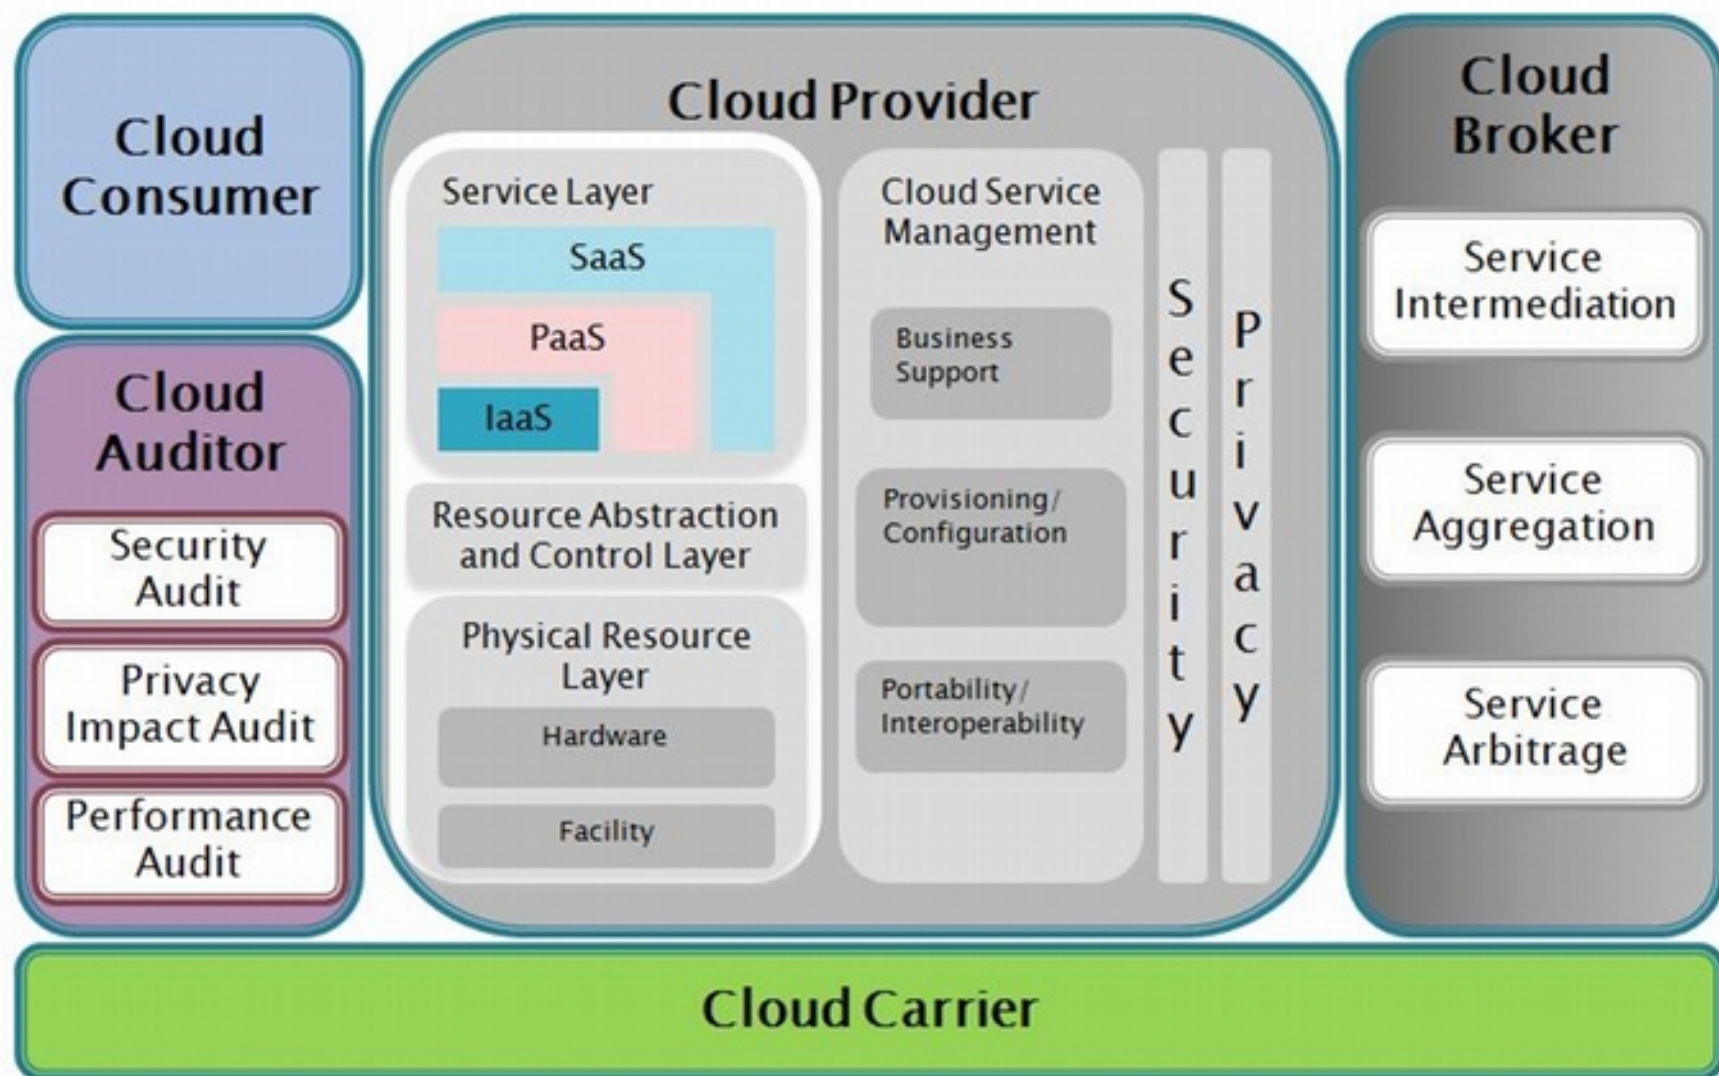 Cloud
Consumer
Cloud
Auditor
Security
Audit
Privacy
Impact Audit
Performance
Audit
Cloud Provider
Service Layer
SaaS
PaaS
IaaS
Resource Abstraction
and Control Layer
Physical Resource
Layer
Hardware
Facility
Cloud Service
Management
Business
Support
Provisioning/
Configuration
Portability/
Interoperability
Security
Privacy
Cloud
Broker
Service
Intermediation
Service
Aggregation
Service
Arbitrage
Cloud Carrier